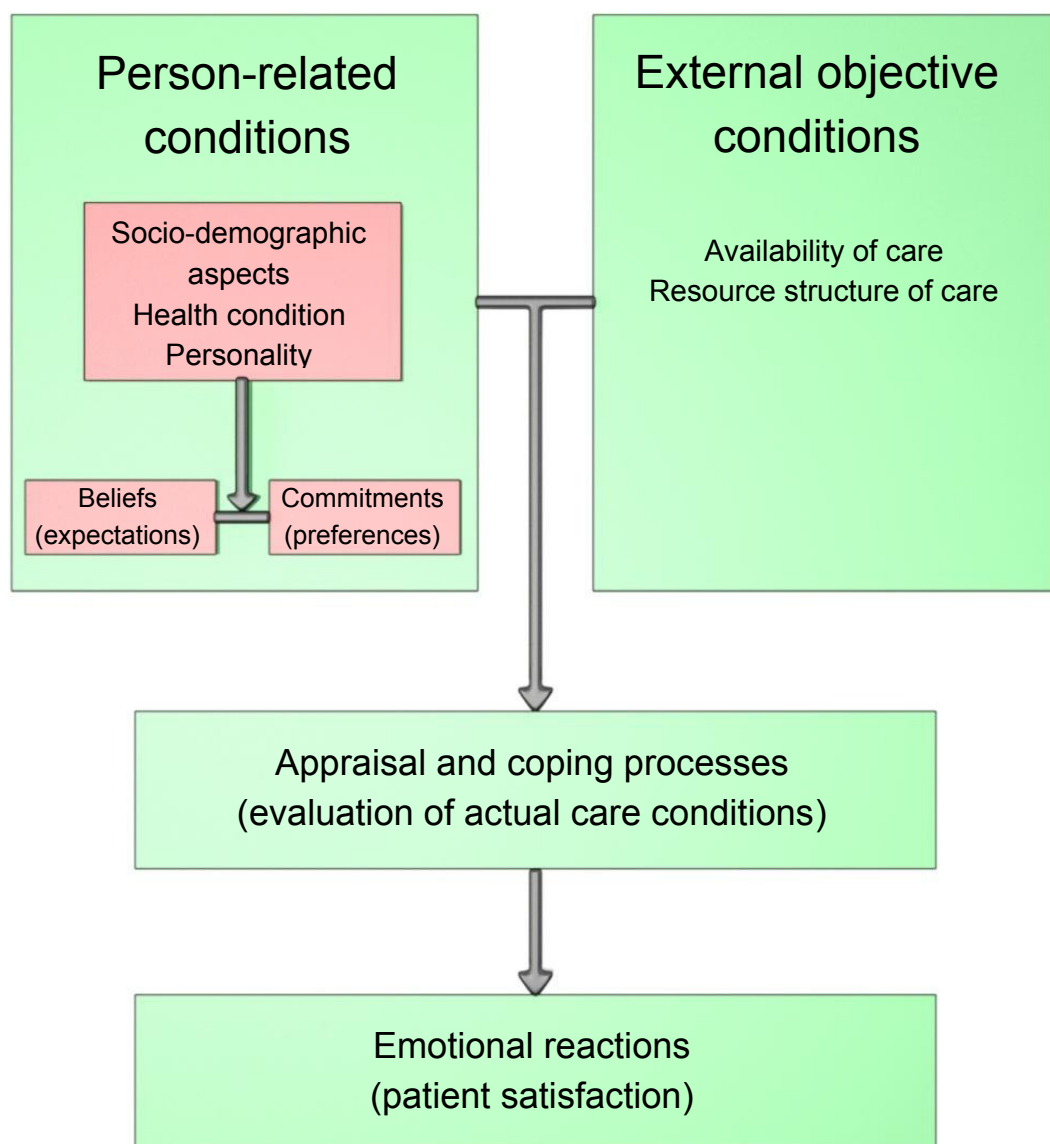 Person-related
conditions
Socio-demographic
aspects
Health condition
Personality
Beliefs
(expectations)
Commitments
(preferences)
External objective
conditions
Availability of care
Resource structure of care
Appraisal and coping processes
(evaluation of actual care conditions)
Emotional reactions
(patient satisfaction)